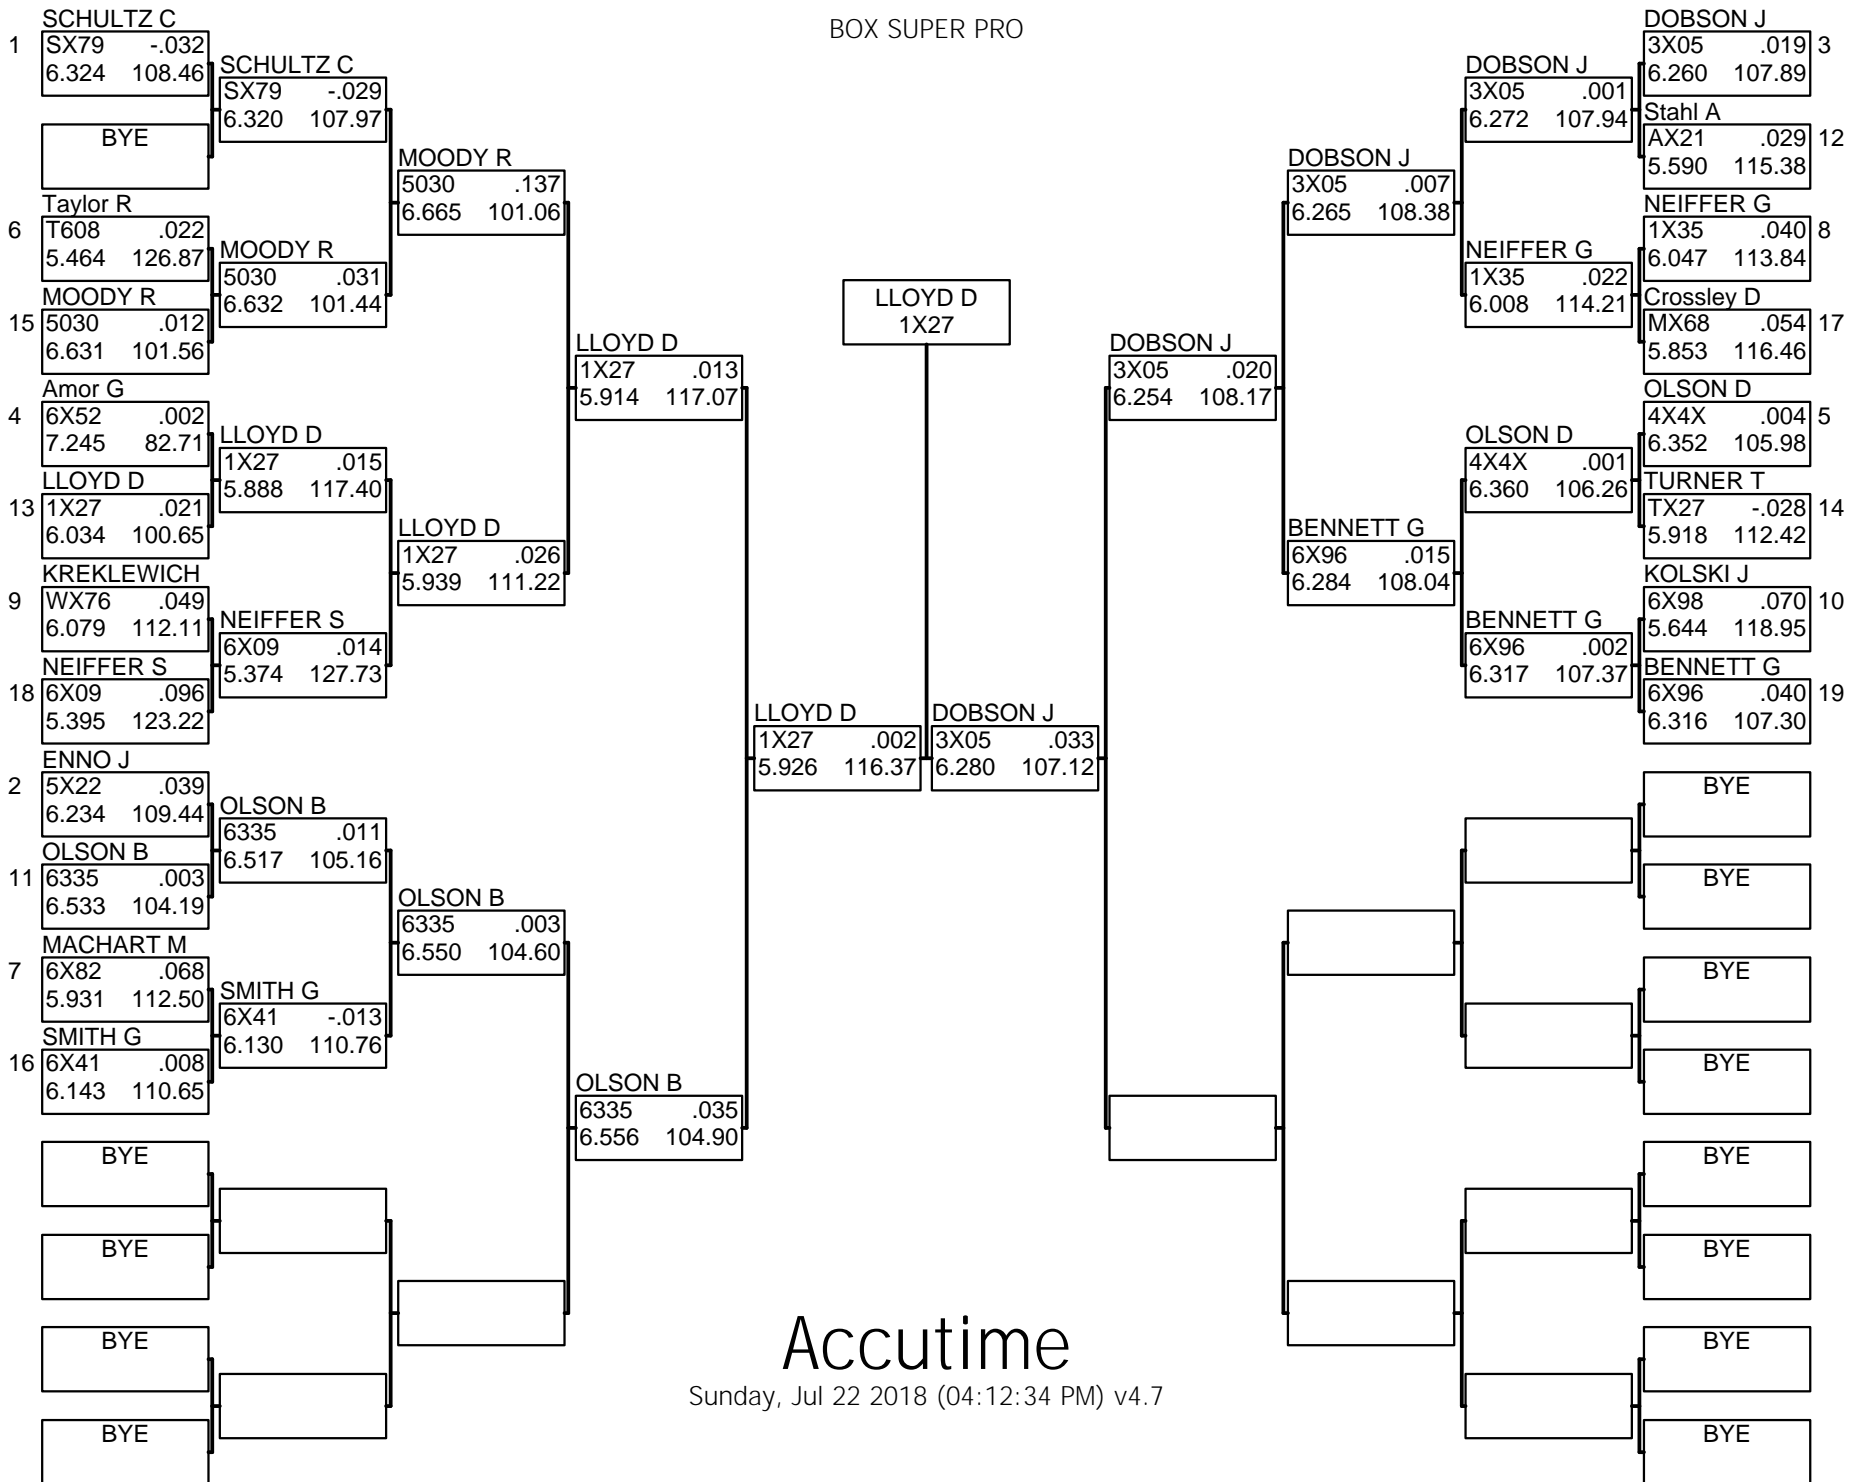 BOX SUPER PRO
SCHULTZ C
1 SX79 -.032
6.324 108.46
BYE
Taylor R
6 T608 .022
5.464 126.87
MOODY R
15 5030 .012
6.631 101.56
Amor G
4 6X52 .002
7.245 82.71
LLOYD D
13 1X27 .021
6.034 100.65
KREKLEWICH
9 WX76 .049
6.079 112.11
NEIFFER S
18 6X09 .096
5.395 123.22
ENNO J
2 5X22 .039
6.234 109.44
OLSON B
11 6335 .003
6.533 104.19
MACHART M
7 6X82 .068
5.931 112.50
SMITH G
16 6X41 .008
6.143 110.65
BYE
BYE
BYE
BYE
SCHULTZ C
SX79 -.029
6.320 107.97
MOODY R
5030 .031
6.632 101.44
LLOYD D
1X27 .015
5.888 117.40
NEIFFER S
6X09 .014
5.374 127.73
OLSON B
6335 .011
6.517 105.16
SMITH G
6X41 -.013
6.130 110.76
MOODY R
5030 .137
6.665 101.06
LLOYD D
1X27 .026
5.939 111.22
OLSON B
6335 .003
6.550 104.60
LLOYD D
1X27 .013
5.914 117.07
OLSON B
6335 .035
6.556 104.90
LLOYD D
1X27 .002
5.926 116.37
LLOYD D
1X27
DOBSON J
3X05 .033
6.280 107.12
DOBSON J
3X05 .020
6.254 108.17
DOBSON J
3X05 .007
6.265 108.38
BENNETT G
6X96 .015
6.284 108.04
DOBSON J
3X05 .001
6.272 107.94
NEIFFER G
1X35 .022
6.008 114.21
OLSON D
4X4X .001
6.360 106.26
BENNETT G
6X96 .002
6.317 107.37
DOBSON J
3X05 .019 3
6.260 107.89
Stahl A
AX21 .029 12
5.590 115.38
NEIFFER G
1X35 .040 8
6.047 113.84
Crossley D
MX68 .054 17
5.853 116.46
OLSON D
4X4X .004 5
6.352 105.98
TURNER T
TX27 -.028 14
5.918 112.42
KOLSKI J
6X98 .070 10
5.644 118.95
BENNETT G
6X96 .040 19
6.316 107.30
BYE
BYE
BYE
BYE
BYE
BYE
BYE
BYE
Accutime
Sunday, Jul 22 2018 (04:12:34 PM) v4.7